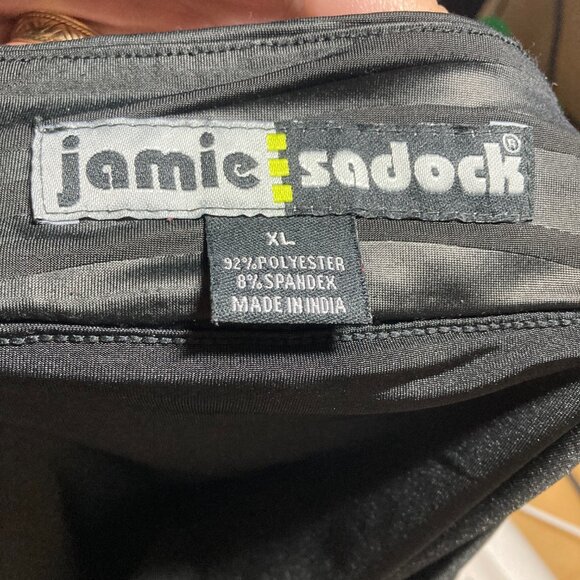 jamie sadock®
XL
92% POLYESTER
8% SPANDEX
MADE IN INDIA